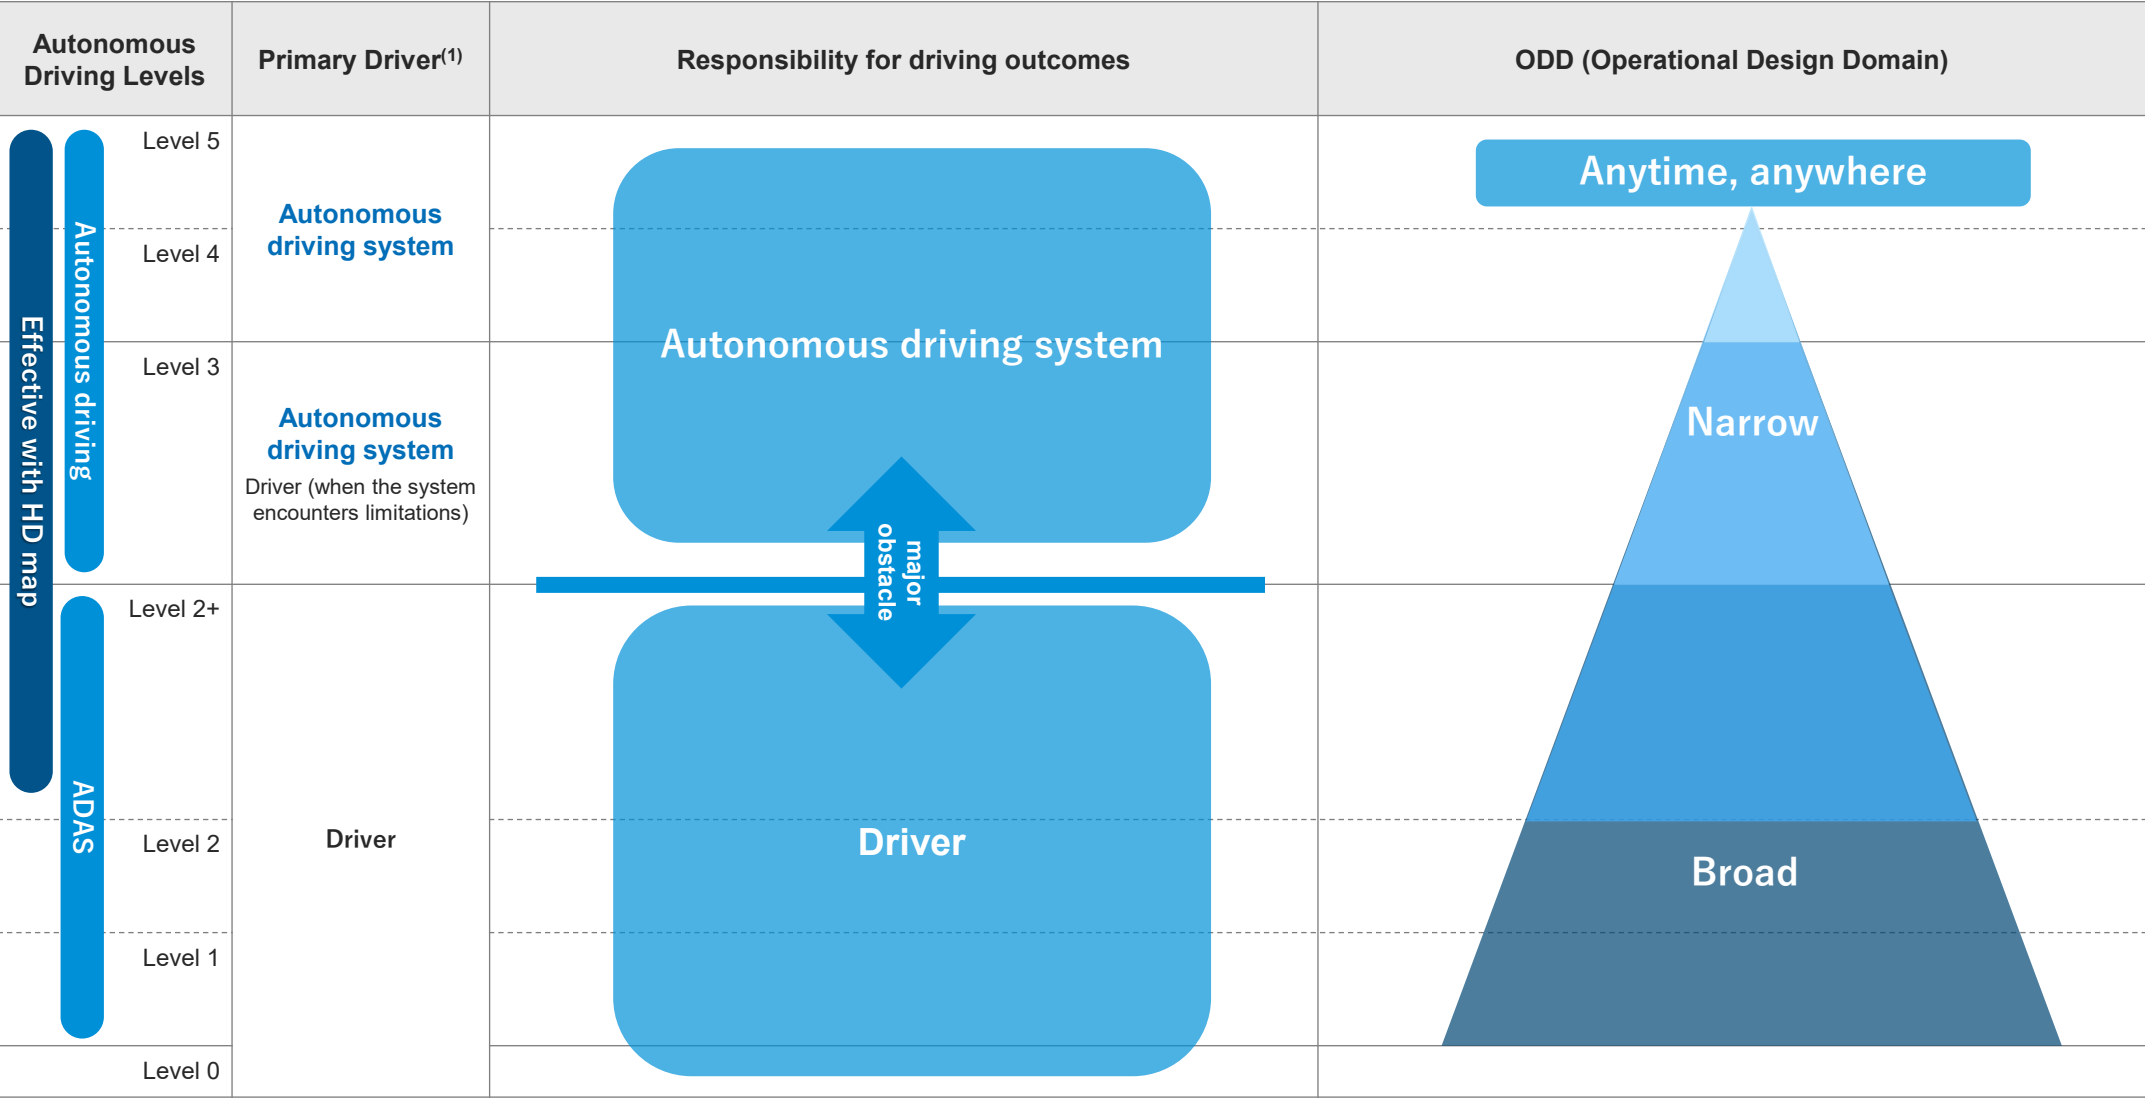 Autonomous
Driving Levels
Primary Driver(1)
Responsibility for driving outcomes
ODD (Operational Design Domain)
Effective with HD map
Autonomous driving
ADAS
Level 5
Level 4
Level 3
Level 2+
Level 2
Level 1
Level 0
Autonomous
driving system
Autonomous
driving system
Driver (when the system
encounters limitations)
Driver
Autonomous driving system
major
obstacle
Driver
Anytime, anywhere
Narrow
Broad